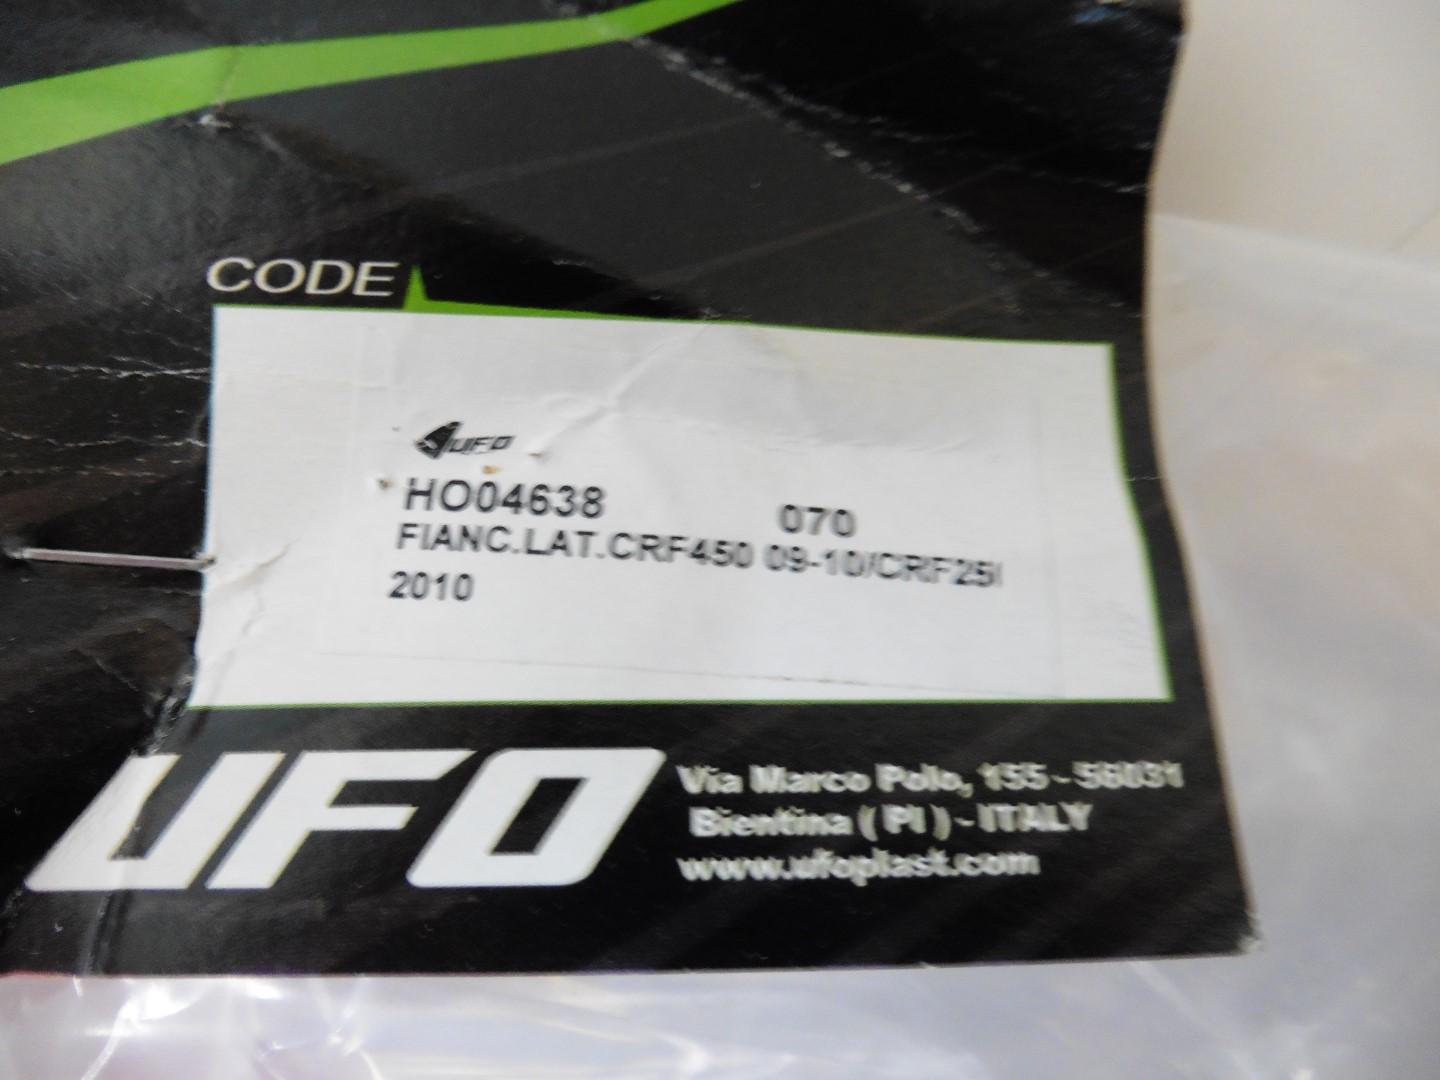 CODE
UFO
HO04638 070
FIANC.LAT.CRF450 09-10/CRF25
2010
UFO
Via Marco Polo, 155 - 56031
Bientina ( PI ) - ITALY
www.ufoplast.com